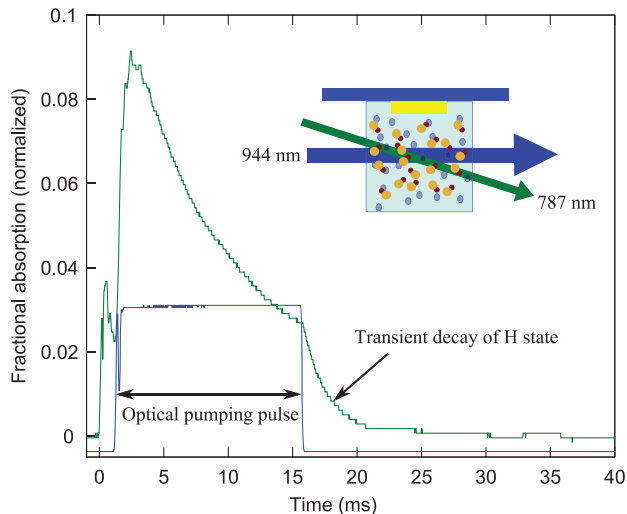 0.1
0.08
0.06
0.04
0.02
0
Fractional absorption (normalized)
944 nm
787 nm
Transient decay of H state
Optical pumping pulse
0 5 10 15 20 25 30 35 40
Time (ms)